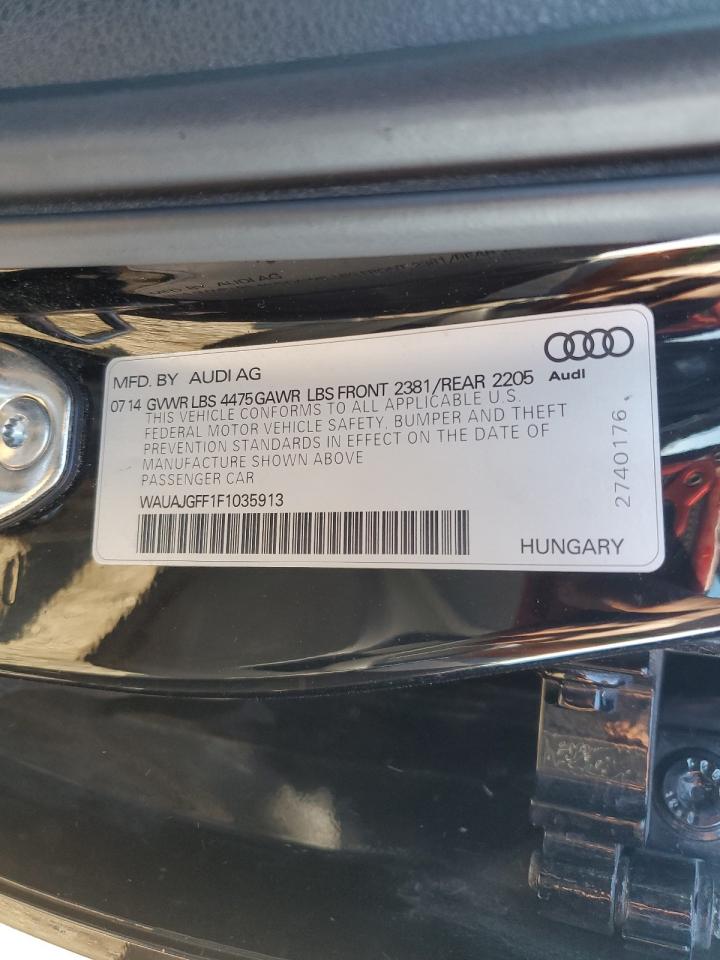 MFD. BY AUDI AG
Audi
0714 GVWR LBS 4475 GAWR LBS FRONT 2381/REAR 2205
THIS VEHICLE CONFORMS TO ALL APPLICABLE U.S.
FEDERAL MOTOR VEHICLE SAFETY, BUMPER AND THEFT
PREVENTION STANDARDS IN EFFECT ON THE DATE OF
MANUFACTURE SHOWN ABOVE
PASSENGER CAR
WAUAJGFF1F1035913
HUNGARY
2740176